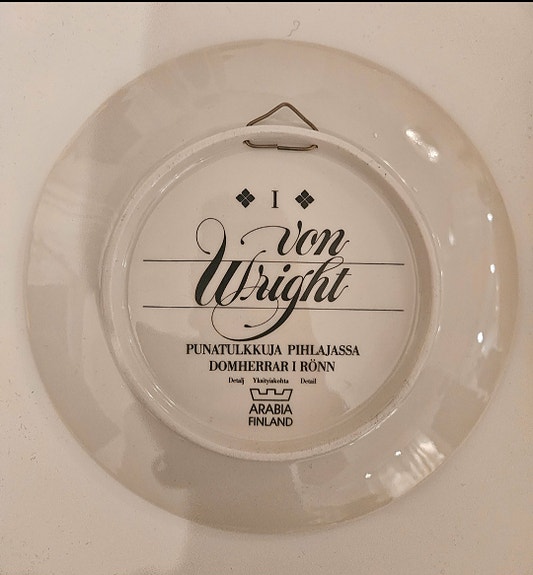 I
von
Wright
PUNATULKKUJA PIHLAJASSA
DOMHERRAR I RÖNN
Detalj Yksityiskohta Detail
ARABIA
FINLAND